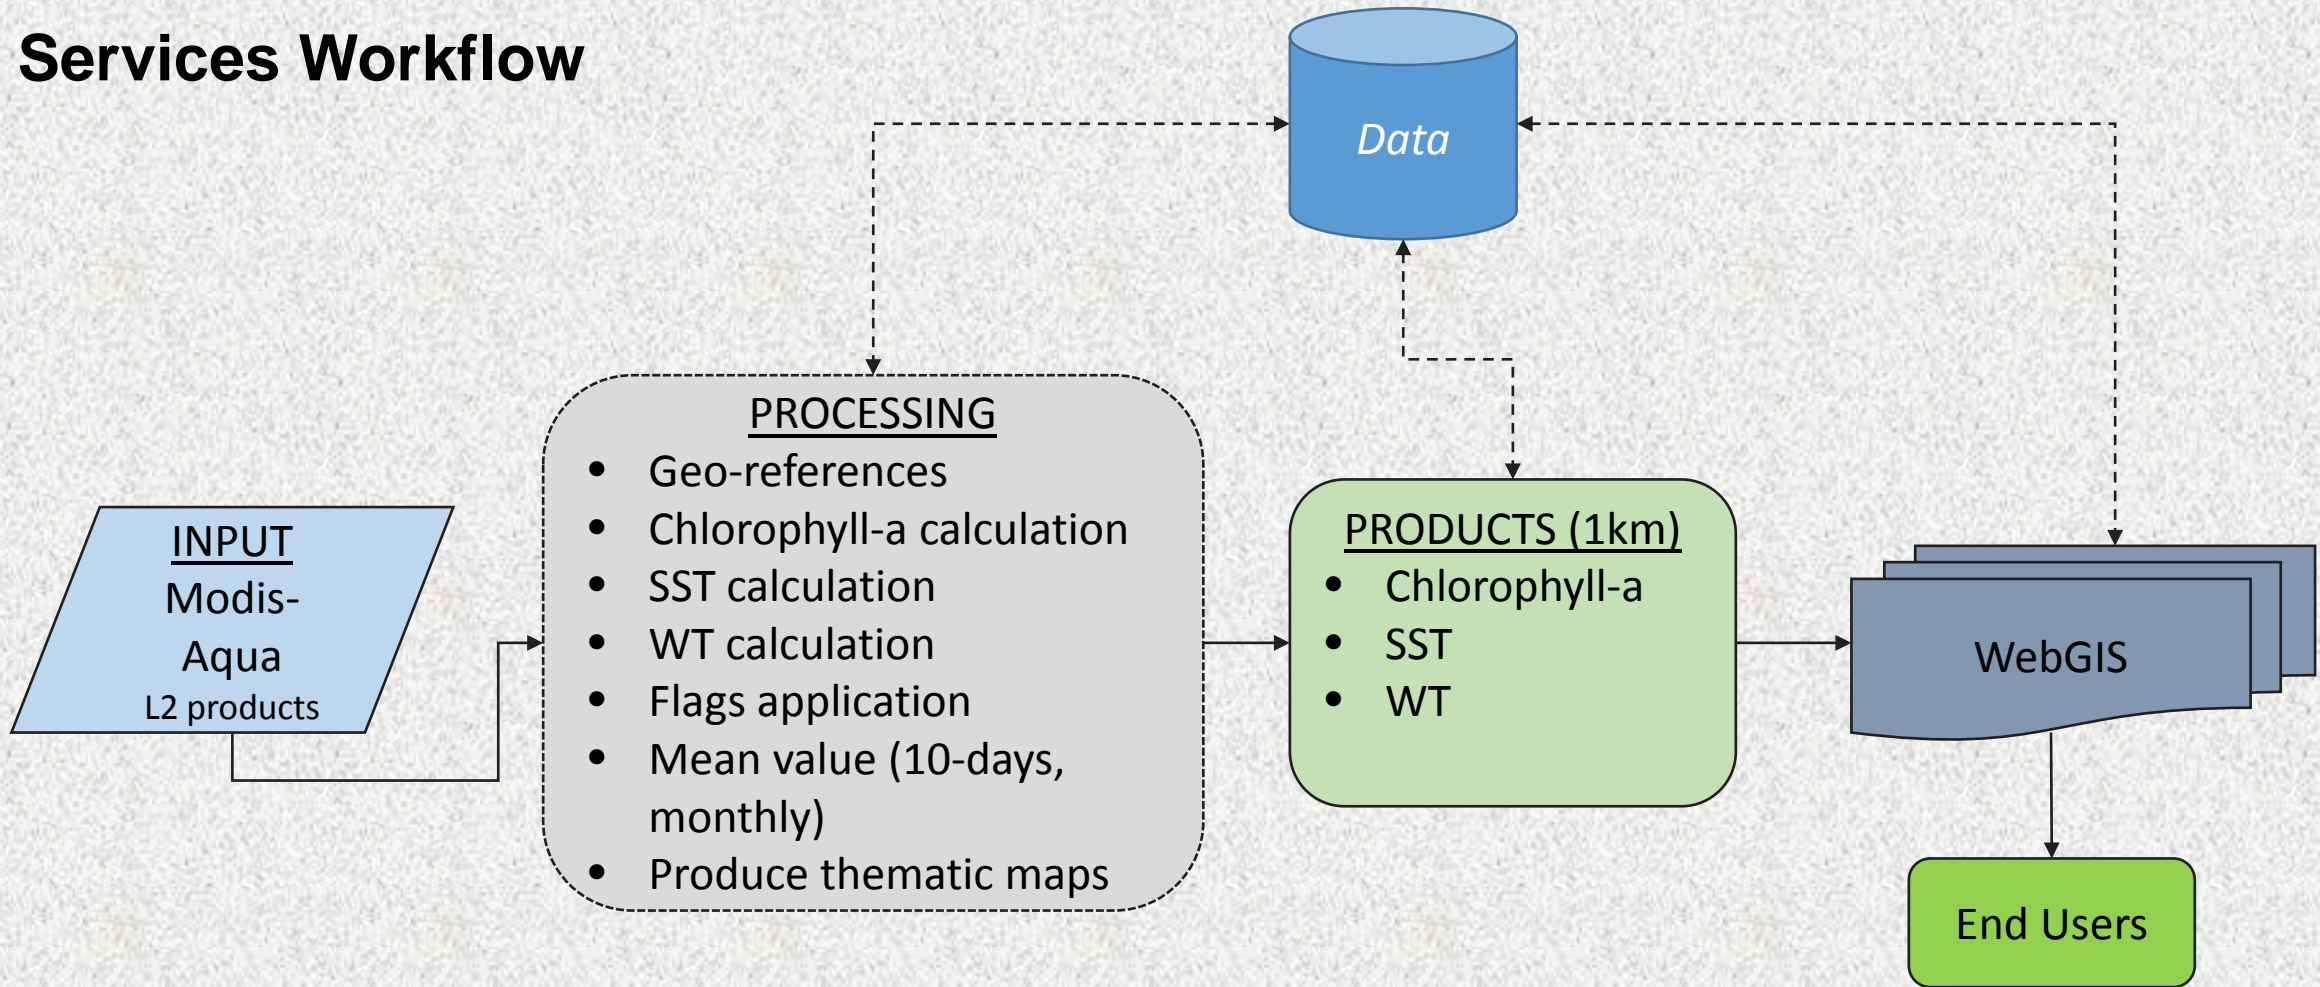 Services Workflow
Data
INPUT
Modis-
Aqua
L2 products
PROCESSING
• Geo-references
• Chlorophyll-a calculation
• SST calculation
• WT calculation
• Flags application
• Mean value (10-days,
monthly)
• Produce thematic maps
PRODUCTS (1km)
• Chlorophyll-a
• SST
• WT
WebGIS
End Users